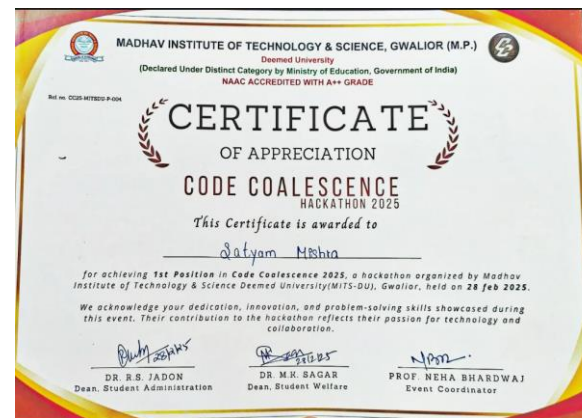 MADHAV INSTITUTE OF TECHNOLOGY & SCIENCE, GWALIOR (M.P.)
Deemed University
(Declared Under Distinct Category by Ministry of Education, Government of India)
NAAC ACCREDITED WITH A++ GRADE
CERTIFICATE
OF APPRECIATION
CODE COALESCENCE
HACKATHON 2025
This Certificate is awarded to
Satyam Mishra
for achieving 1st Position in Code Coalescence 2025, a hackathon organized by Madhav
Institute of Technology & Science Deemed University(MITS-DU), Gwalior, held on 28 feb 2025.
We acknowledge your dedication, innovation, and problem-solving skills showcased during
this event. Their contribution to the hackathon reflects their passion for technology and
collaboration.
DR. R.S. JADON
Dean, Student Administration
DR. M.K. SAGAR
Dean, Student Welfare
PROF. NEHA BHARDWAJ
Event Coordinator